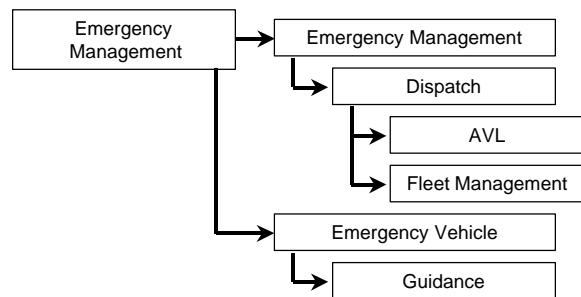 Emergency
Management
Emergency Management
Dispatch
AVL
Fleet Management
Emergency Vehicle
Guidance